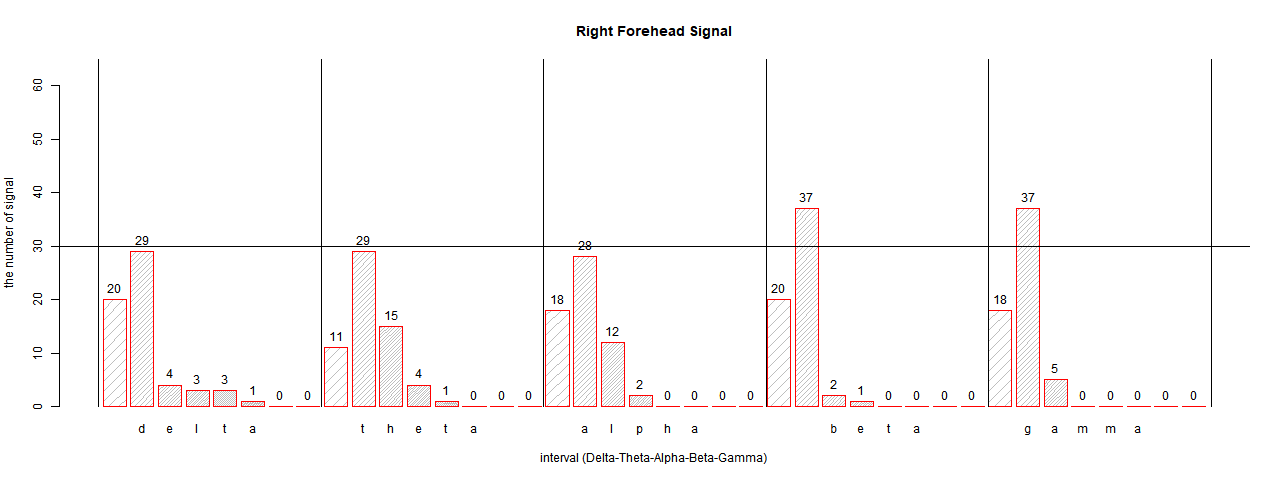 Right Forehead Signal
the number of signal
60
50
40
30
20
10
0
20 29 4 3 3 1 0 0
11 29 15 4 1 0 0 0
18 28 12 2 0 0 0 0
20 37 2 1 0 0 0 0
18 37 5 0 0 0 0 0
d e l t a t h e t a a l p h a b e t a g a m m a
interval (Delta-Theta-Alpha-Beta-Gamma)